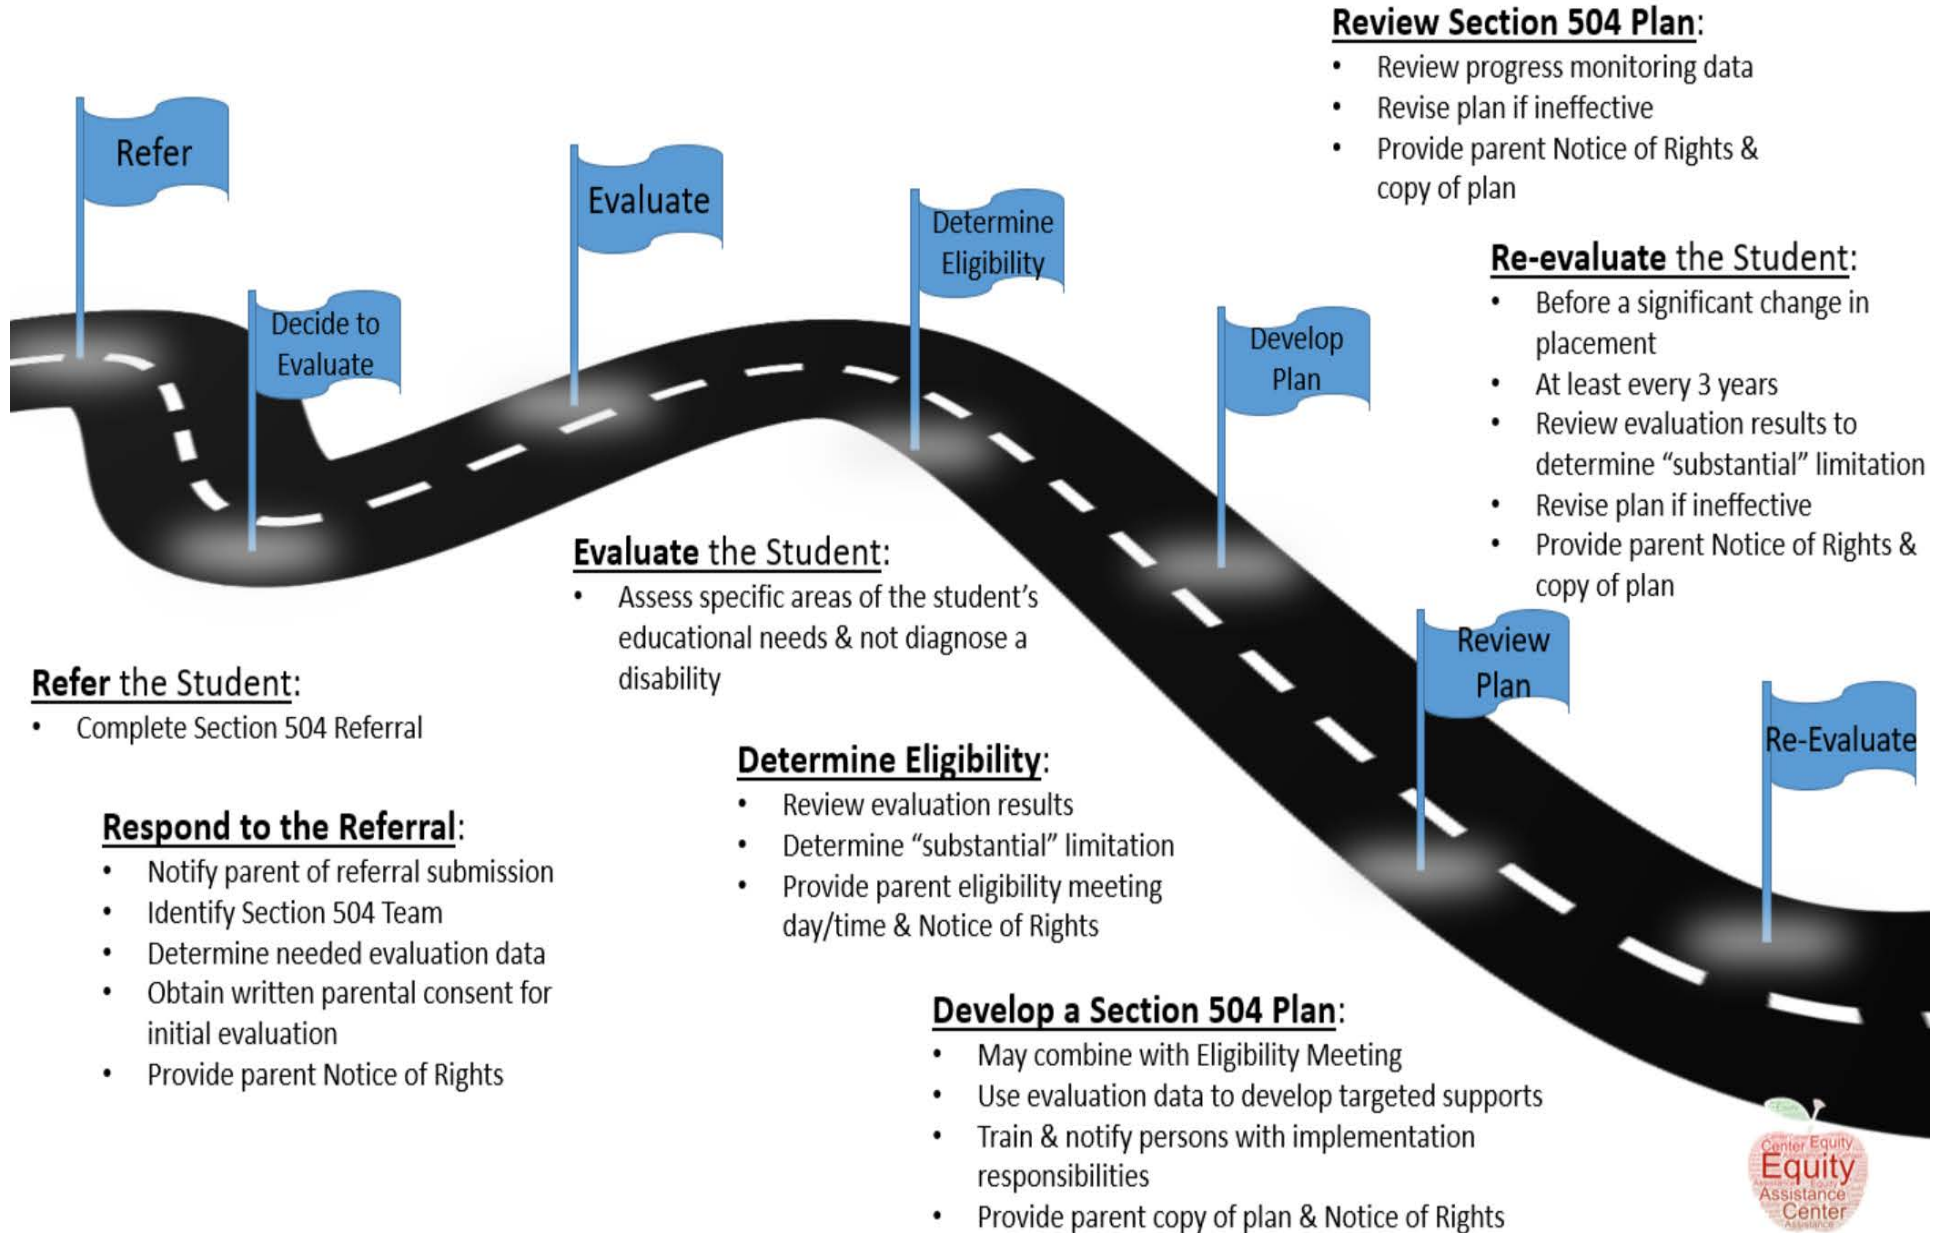 Refer
Decide to
Evaluate
Evaluate
Determine
Eligibility
Develop
Plan
Review
Plan
Re-Evaluate
Refer the Student:
• Complete Section 504 Referral
Respond to the Referral:
• Notify parent of referral submission
• Identify Section 504 Team
• Determine needed evaluation data
• Obtain written parental consent for
initial evaluation
• Provide parent Notice of Rights
Evaluate the Student:
• Assess specific areas of the student’s
educational needs & not diagnose a
disability
Determine Eligibility:
• Review evaluation results
• Determine “substantial” limitation
• Provide parent eligibility meeting
day/time & Notice of Rights
Develop a Section 504 Plan:
• May combine with Eligibility Meeting
• Use evaluation data to develop targeted supports
• Train & notify persons with implementation
responsibilities
• Provide parent copy of plan & Notice of Rights
Review Section 504 Plan:
• Review progress monitoring data
• Revise plan if ineffective
• Provide parent Notice of Rights &
copy of plan
Re-evaluate the Student:
• Before a significant change in
placement
• At least every 3 years
• Review evaluation results to
determine “substantial” limitation
• Revise plan if ineffective
• Provide parent Notice of Rights &
copy of plan
Center Equity
Equity
Assistance
Center